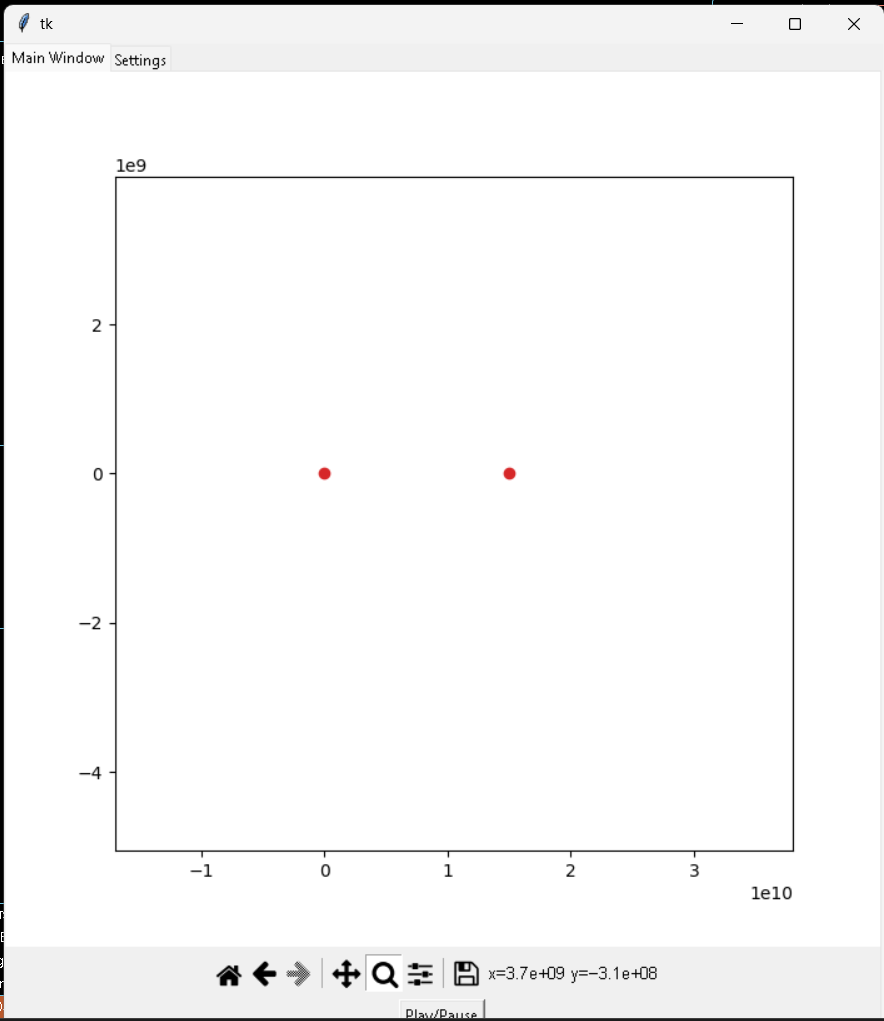 tk
Main Window Settings
1e9
2
0
−2
−4
−1 0 1 2 3
1e10
x=3.7e+09 y=−3.1e+08
Play/Pause